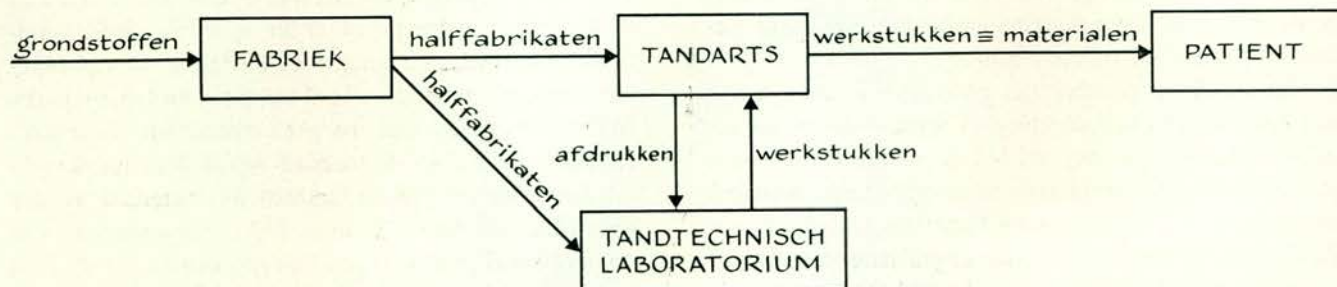 grondstoffen
FABRIEK
halffabrikaten
TANDARTS
werkstukken ≡ materialen
PATIENT
halffabrikaten
afdrukken
werkstukken
TANDTECHNISCH
LABORATORIUM